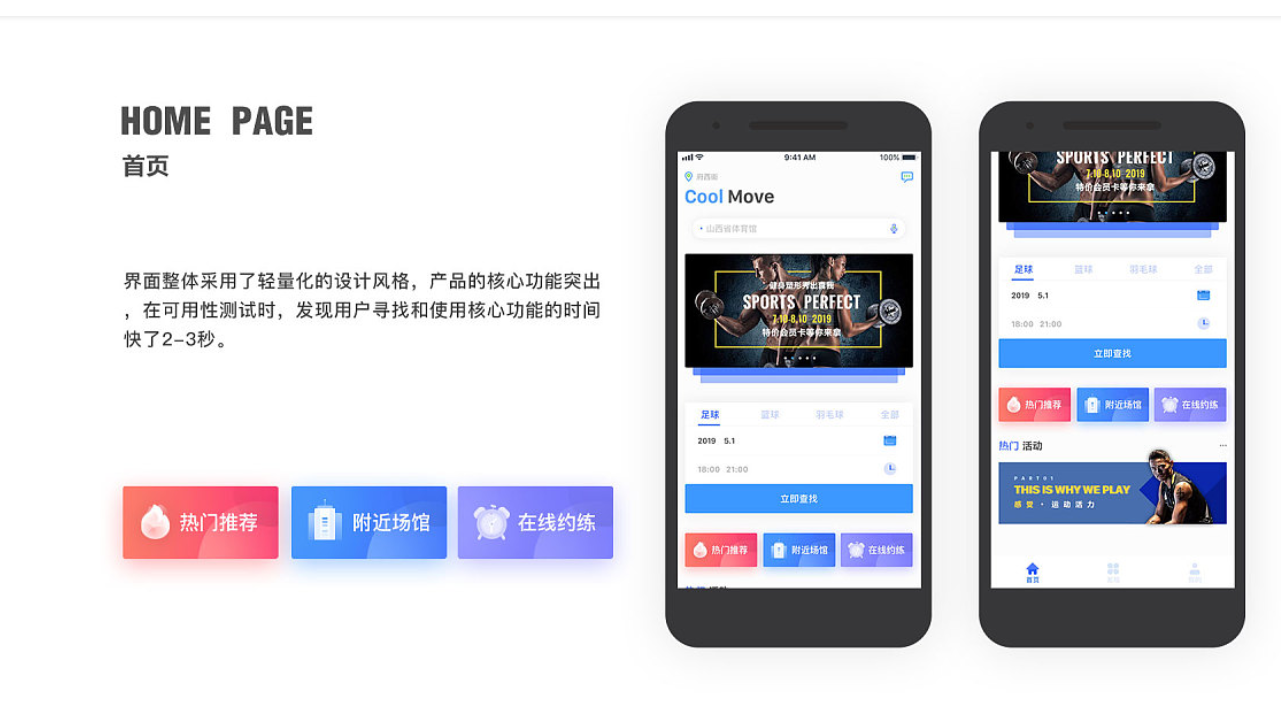 HOME PAGE
首页
界面整体采用了轻量化的设计风格，产品的核心功能突出
，在可用性测试时，发现用户寻找和使用核心功能的时间
快了2-3秒。
热门推荐
附近场馆
在线约练
9:41 AM
100%
府西街
Cool Move
山西省体育馆
健身塑形秀出真我
SPORTS PERFECT
7.10-8.10 2019
特价会员卡等你来拿
足球 篮球 羽毛球 全部
2019 5.1
18:00 21:00
立即查找
热门推荐
附近场馆
在线约练
热门 活动
SPORTS PERFECT
7.10-8.10 2019
特价会员卡等你来拿
足球 篮球 羽毛球 全部
2019 5.1
18:00 21:00
立即查找
热门推荐
附近场馆
在线约练
热门 活动
PART01
THIS IS WHY WE PLAY
感觉·运动活力
首页